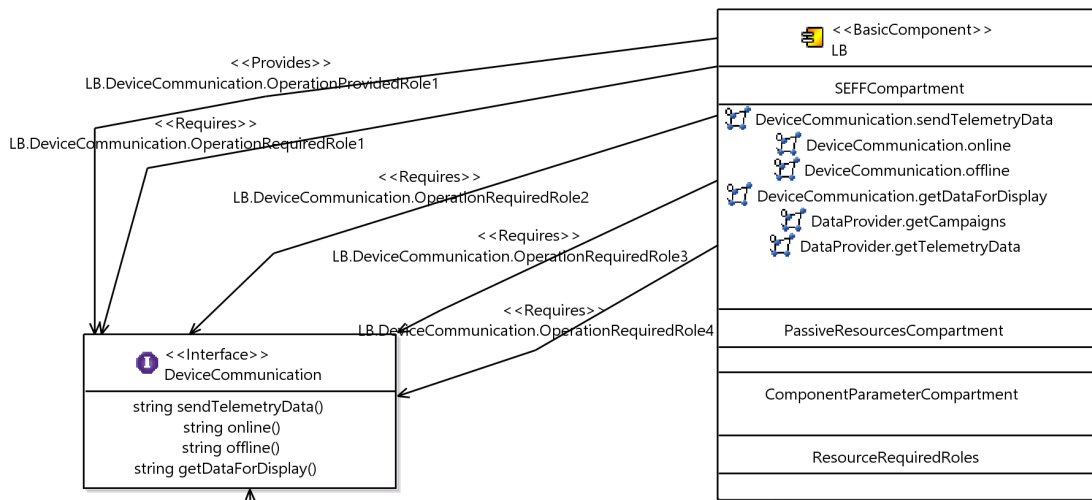 <<BasicComponent>>
LB
<<Provides>>
LB.DeviceCommunication.OperationProvidedRole1
<<Requires>>
LB.DeviceCommunication.OperationRequiredRole1
<<Requires>>
LB.DeviceCommunication.OperationRequiredRole2
<<Requires>>
LB.DeviceCommunication.OperationRequiredRole3
<<Requires>>
LB.DeviceCommunication.OperationRequiredRole4
SEFFCompartment
DeviceCommunication.sendTelemetryData
DeviceCommunication.online
DeviceCommunication.offline
DeviceCommunication.getDataForDisplay
DataProvider.getCampaigns
DataProvider.getTelemetryData
PassiveResourcesCompartment
ComponentParameterCompartment
ResourceRequiredRoles
I
<<Interface>>
DeviceCommunication
string sendTelemetryData()
string online()
string offline()
string getDataForDisplay()